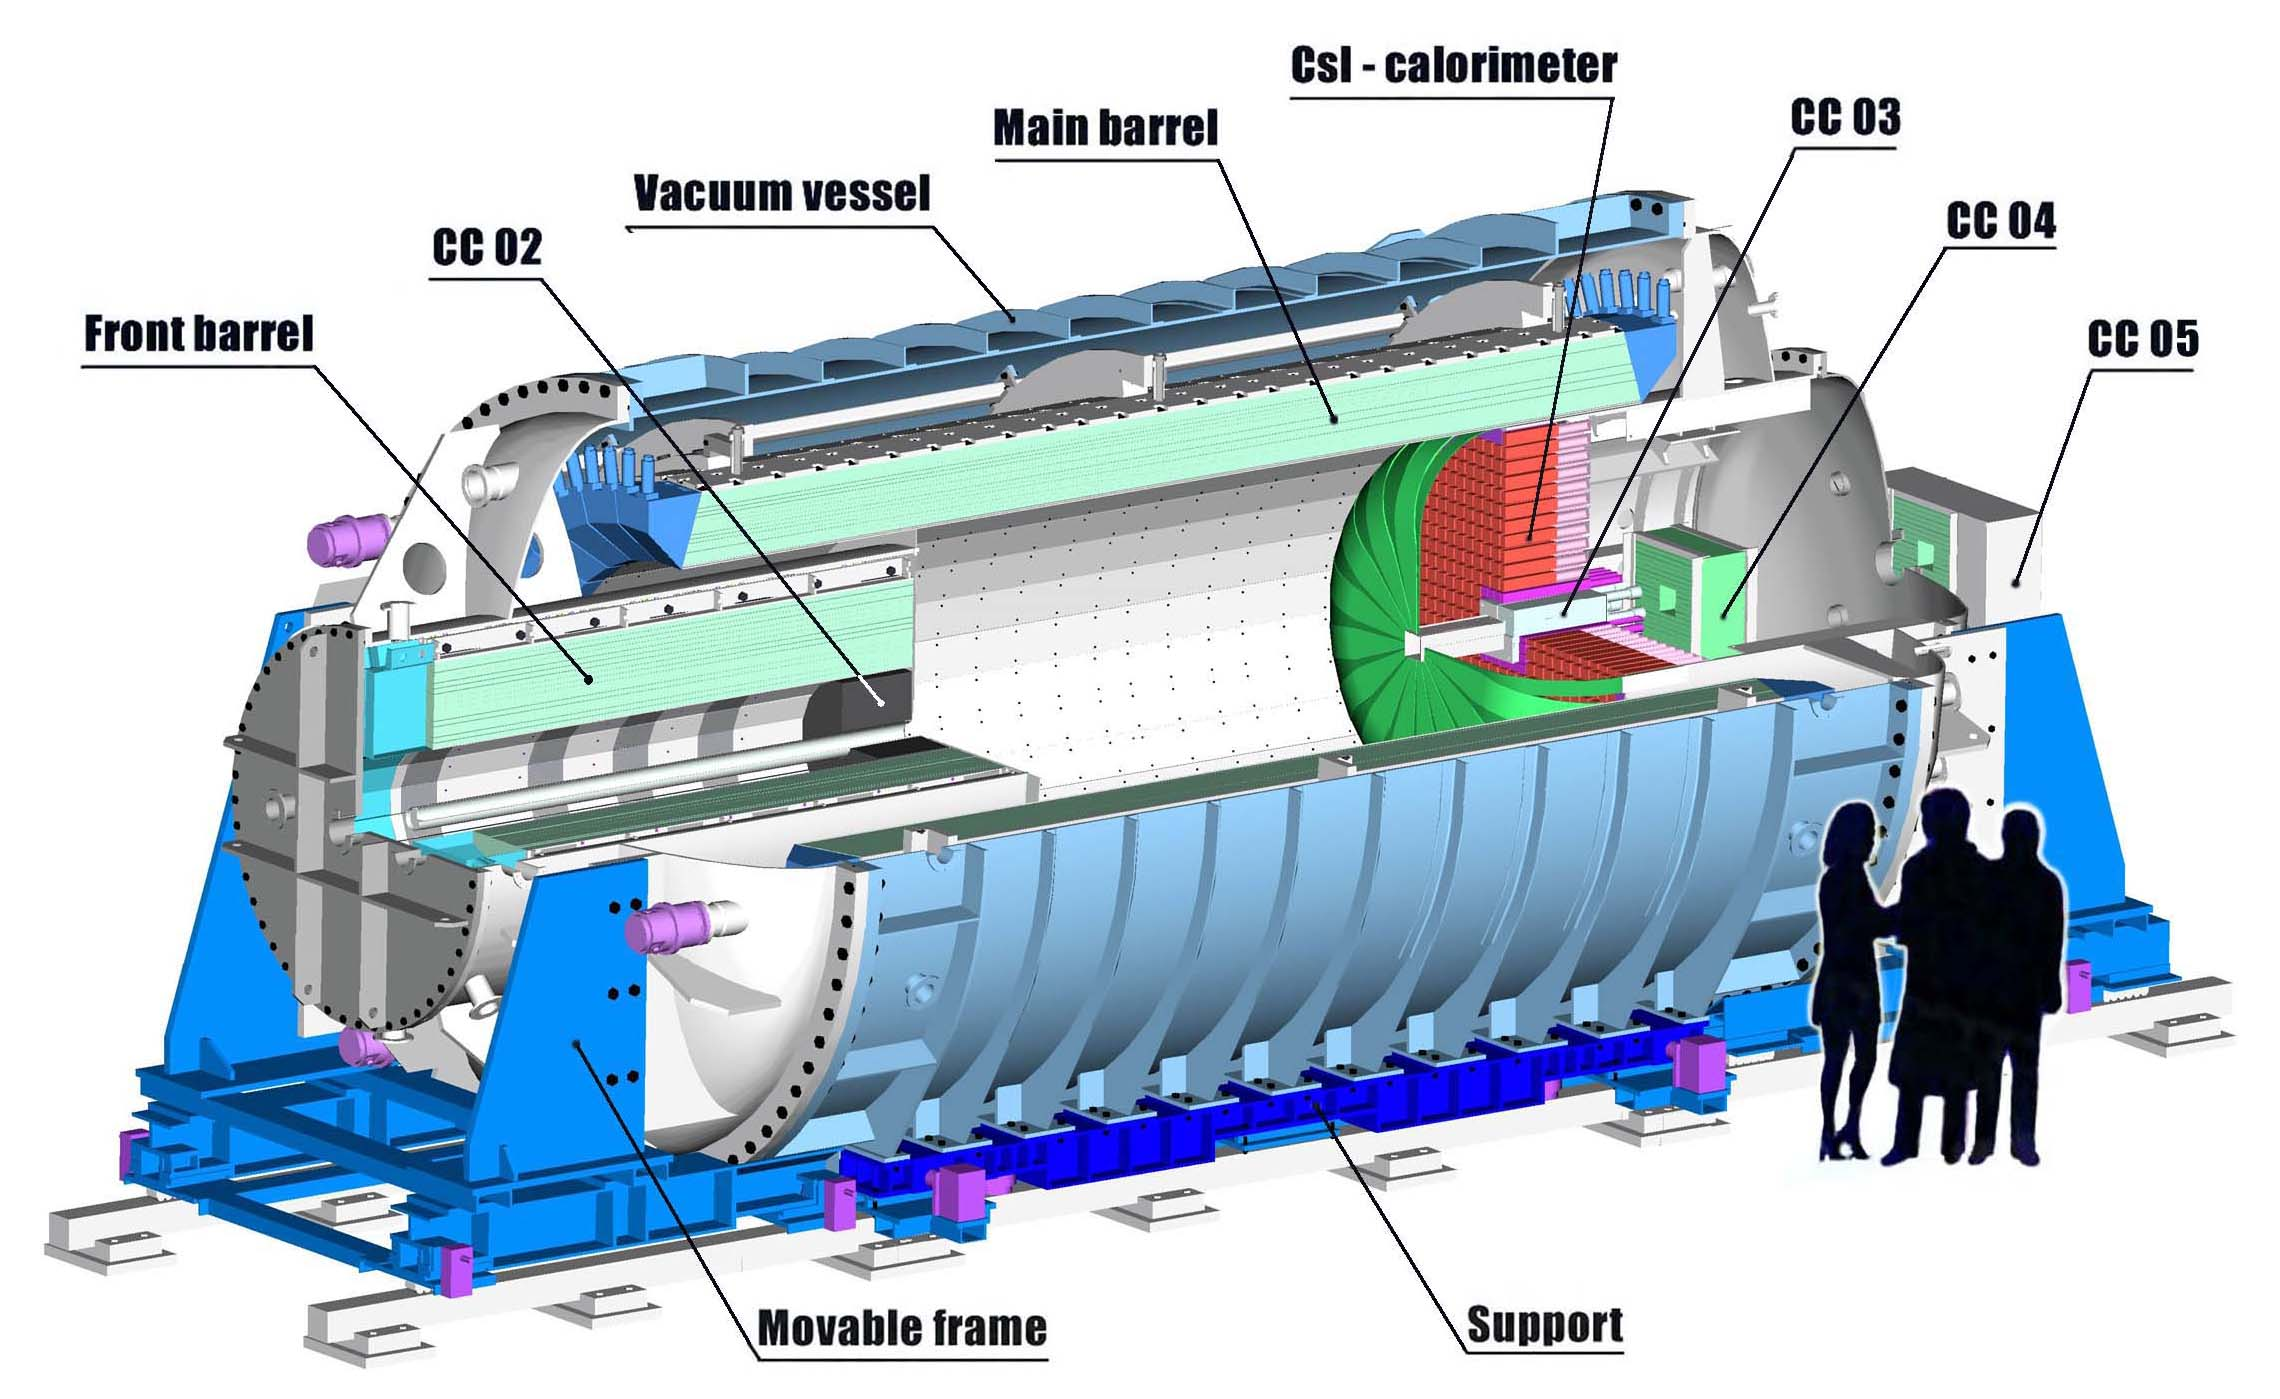 CsI - calorimeter
Main barrel
CC 03
Vacuum vessel
CC 04
CC 02
Front barrel
CC 05
Movable frame
Support